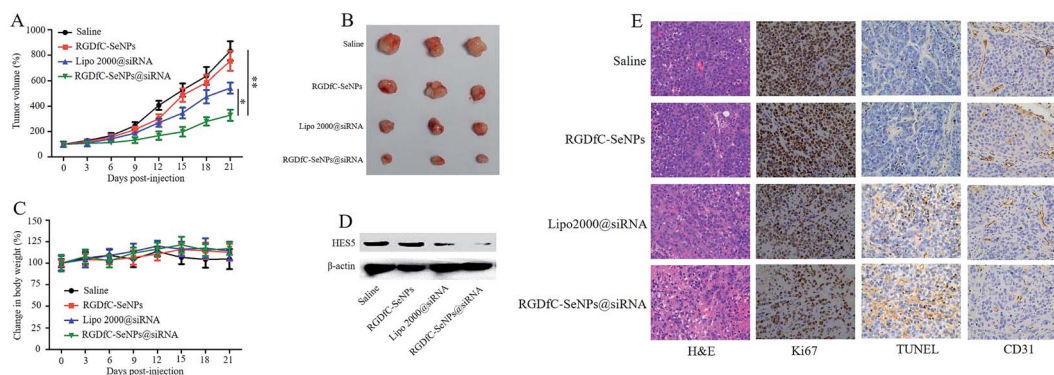 A
Tumor volume (%)
1000
800
600
400
200
0
0 3 6 9 12 15 18 21
Days post-injection
Saline
RGDfC-SeNPs
Lipo 2000@siRNA
RGDfC-SeNPs@siRNA
*
**
B
Saline
RGDfC-SeNPs
Lipo 2000@siRNA
RGDfC-SeNPs@siRNA
C
Change in body weight (%)
150
125
100
75
50
25
0
0 3 6 9 12 15 18 21
Days post-injection
Saline
RGDfC-SeNPs
Lipo 2000@siRNA
RGDfC-SeNPs@siRNA
D
HES5
β-actin
Saline
RGDfC-SeNPs
Lipo 2000@siRNA
RGDfC-SeNPs@siRNA
E
Saline
RGDfC-SeNPs
Lipo2000@siRNA
RGDfC-SeNPs@siRNA
H&E Ki67 TUNEL CD31